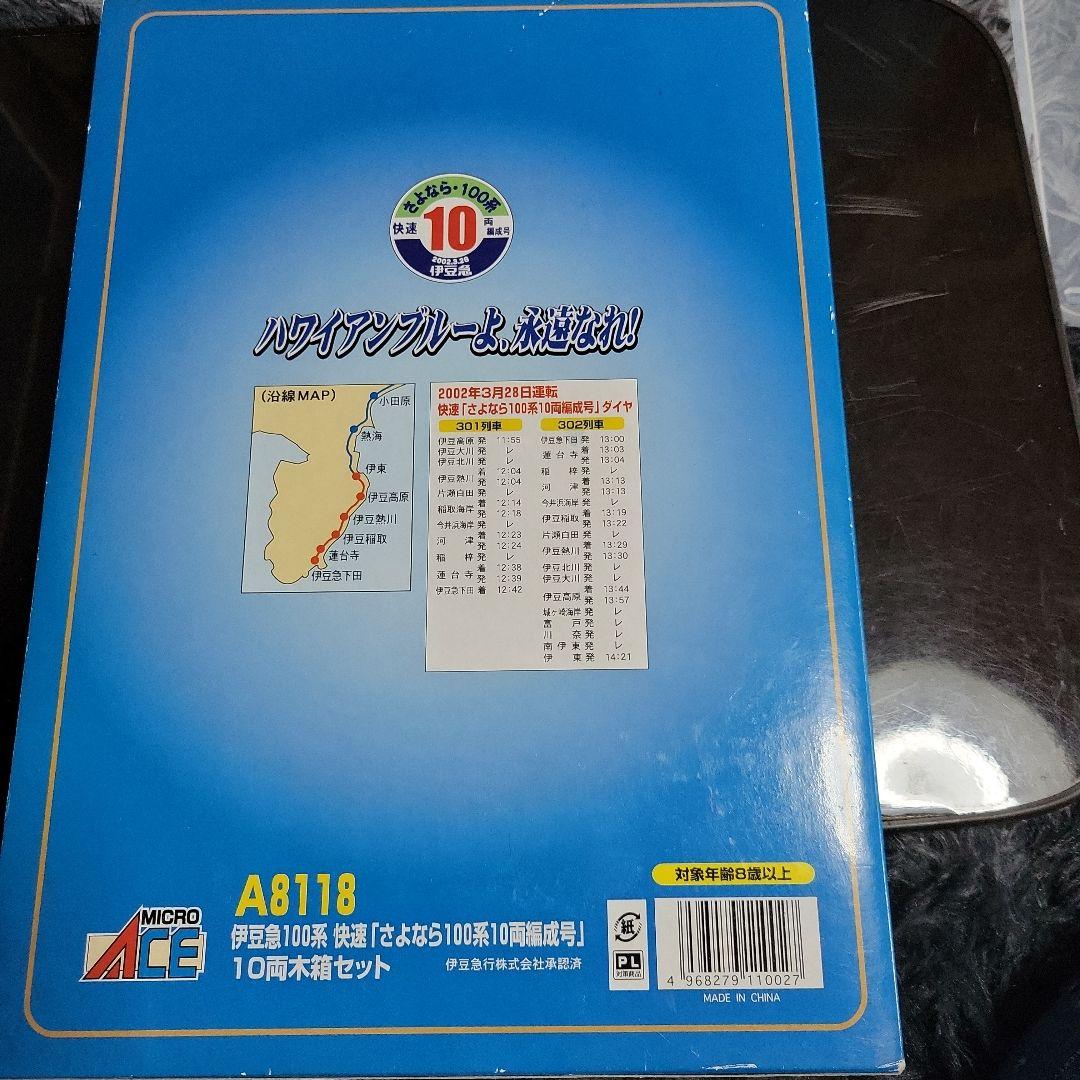 さよなら・100系
快速 10 両編成号
2002.3.28
伊豆急
ハワイアンブルーよ、永遠なれ!
(沿線MAP)
小田原
熱海
伊東
伊豆高原
伊豆熱川
伊豆稲取
蓮台寺
伊豆急下田
2002年3月28日運転
快速「さよなら100系10両編成号」ダイヤ
301列車
伊豆高原 発 11:55
伊豆大川 発 レ
伊豆北川 発 レ
伊豆熱川 着 12:04
発 12:04
片瀬白田 発 レ
稲取海岸 着 12:14
発 12:18
今井浜海岸 発 レ
河津 着 12:23
発 12:24
稲梓 発 レ
蓮台寺 着 12:38
発 12:39
伊豆急下田 着 12:42
302列車
伊豆急下田 発 13:00
蓮台寺 着 13:03
発 13:04
稲梓 発 レ
河津 着 13:13
発 13:13
今井浜海岸 発 レ
伊豆稲取 着 13:19
発 13:22
片瀬白田 発 レ
伊豆熱川 着 13:29
発 13:30
伊豆北川 発 レ
伊豆大川 発 レ
伊豆高原 着 13:44
発 13:57
城ヶ崎海岸 発 レ
富戸 発 レ
川奈 発 レ
南伊東 発 レ
伊東 発 14:21
対象年齢8歳以上
MICRO
ACE
A8118
伊豆急100系 快速「さよなら100系10両編成号」
10両木箱セット
伊豆急行株式会社承認済
紙
PL
対策商品
4 968279 110027
MADE IN CHINA